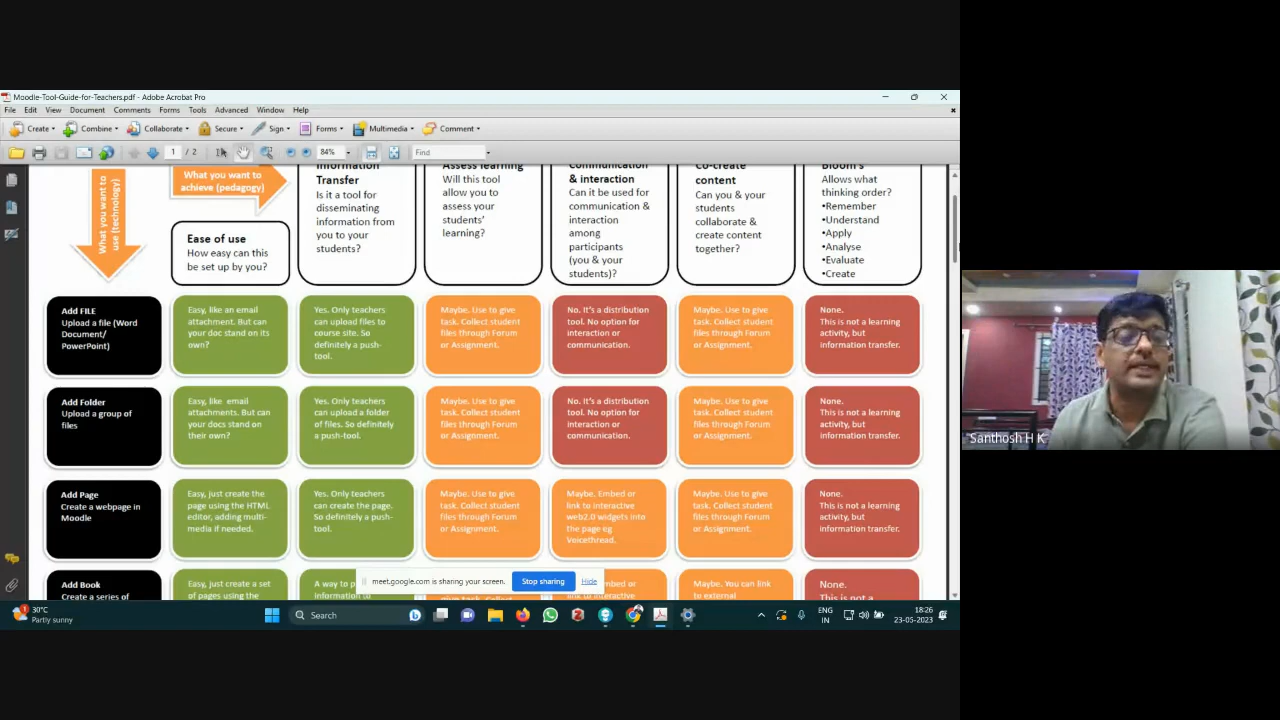 Moodle-Tool-Guide-for-Teachers.pdf - Adobe Acrobat Pro
File Edit View Document Comments Forms Tools Advanced Window Help
Create Combine Collaborate Secure Sign Forms Multimedia Comment
1 / 2 84% Find
What you want to
use (technology)
What you want to
achieve (pedagogy)
Ease of use
How easy can this
be set up by you?
Information
Transfer
Is it a tool for
disseminating
information from
you to your
students?
Assess learning
Will this tool
allow you to
assess your
students'
learning?
Communication
& interaction
Can it be used for
communication &
interaction
among
participants
(you & your
students)?
Co-create
content
Can you & your
students
collaborate &
create content
together?
Bloom's
Allows what
thinking order?
•Remember
•Understand
•Apply
•Analyse
•Evaluate
•Create
Add FILE
Upload a file (Word
Document/
PowerPoint)
Easy, like an email
attachment. But can
your doc stand on its
own?
Yes. Only teachers
can upload files to
course site. So
definitely a push-
tool.
Maybe. Use to give
task. Collect student
files through Forum
or Assignment.
No. It's a distribution
tool. No option for
interaction or
communication.
Maybe. Use to give
task. Collect student
files through Forum
or Assignment.
None.
This is not a learning
activity, but
information transfer.
Add Folder
Upload a group of
files
Easy, like email
attachments. But can
your docs stand on
their own?
Yes. Only teachers
can upload a folder
of files. So definitely
a push-tool.
Maybe. Use to give
task. Collect student
files through Forum
or Assignment.
No. It's a distribution
tool. No option for
interaction or
communication.
Maybe. Use to give
task. Collect student
files through Forum
or Assignment.
None.
This is not a learning
activity, but
information transfer.
Add Page
Create a webpage in
Moodle
Easy, just create the
page using the HTML
editor, adding multi-
media if needed.
Yes. Only teachers
can create the page.
So definitely a push-
tool.
Maybe. Use to give
task. Collect student
files through Forum
or Assignment.
Maybe. Embed or
link to interactive
web2.0 widgets into
the page eg
Voicethread.
Maybe. Use to give
task. Collect student
files through Forum
or Assignment.
None.
This is not a learning
activity, but
information transfer.
Add Book
Create a series of
Easy, just create a set
of pages using the
A way to
information to
embed or
Maybe. You can link
to external
None.
This is not a
meet.google.com is sharing your screen. Stop sharing Hide
Santhosh H K
30°C
Partly sunny
Search
ENG
IN
18:26
23-05-2023